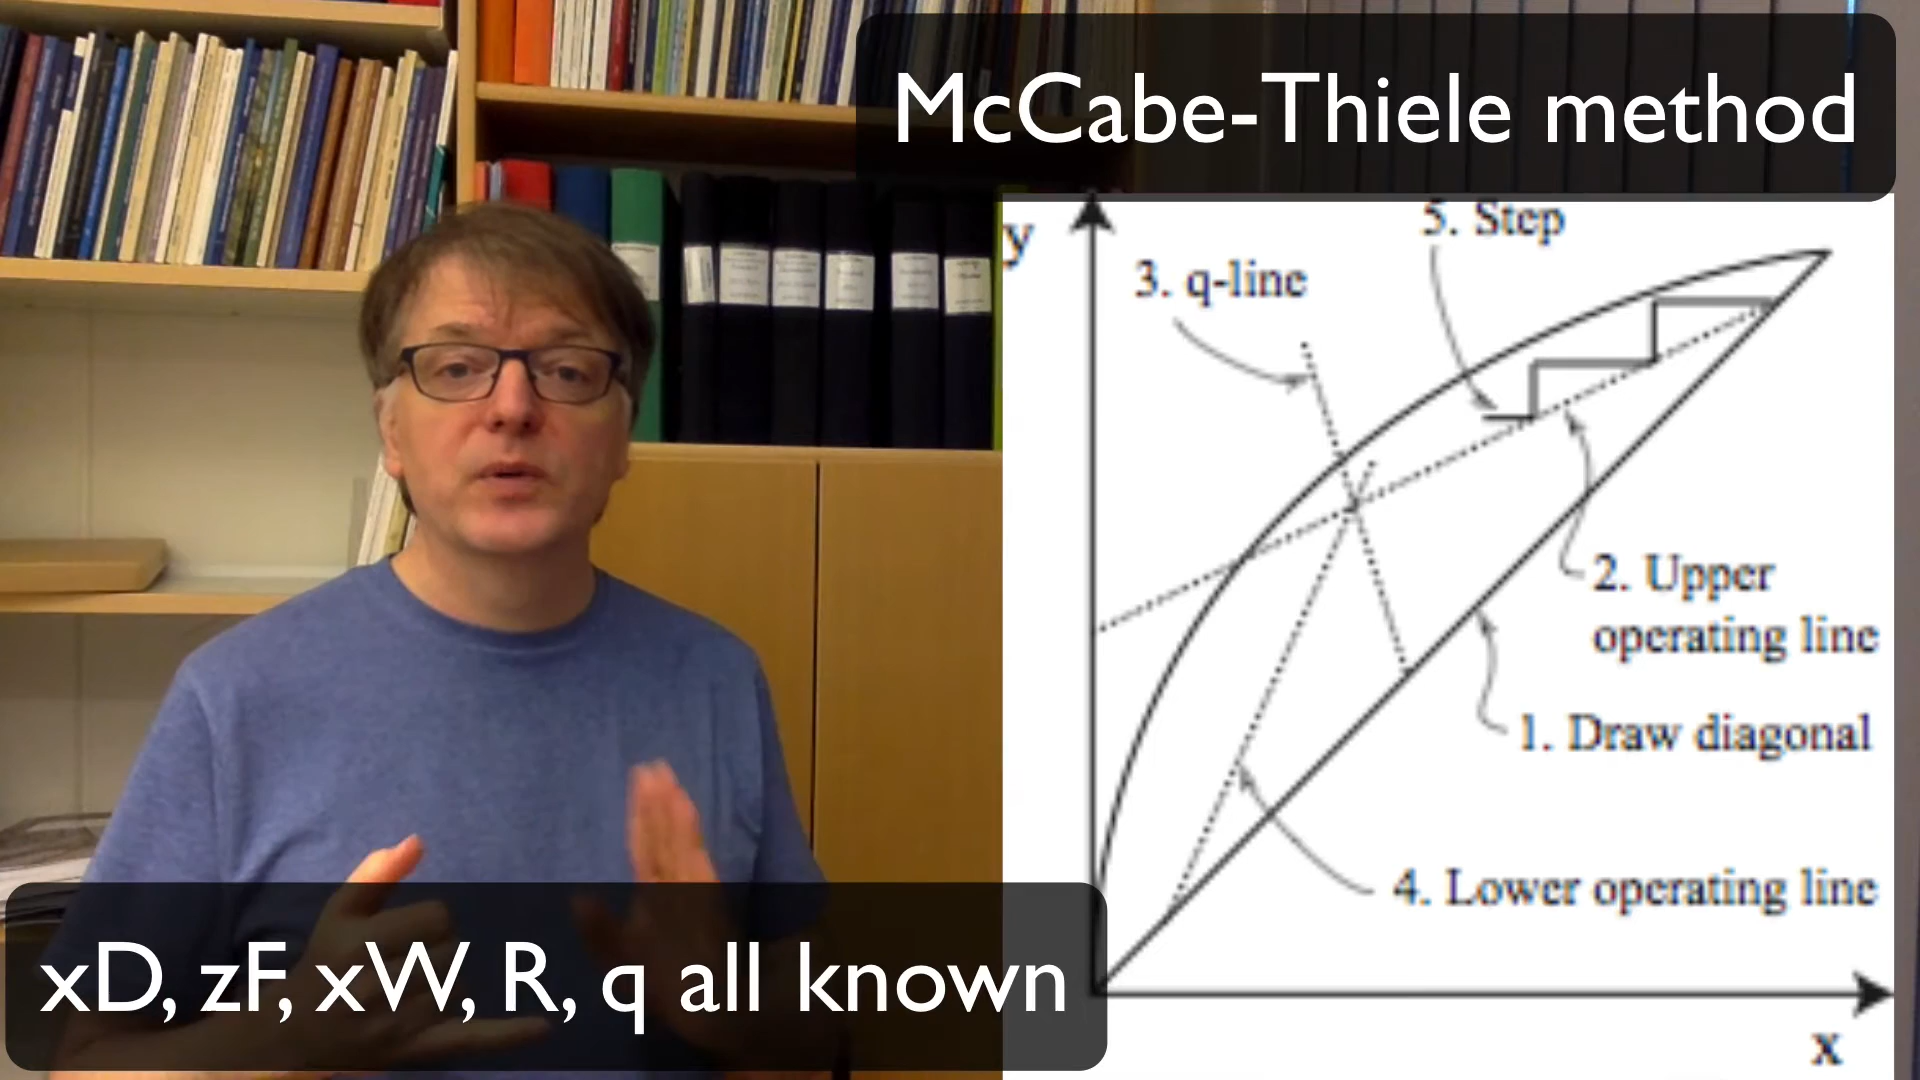 McCabe-Thiele method
y
5. Step
3. q-line
2. Upper
operating line
1. Draw diagonal
4. Lower operating line
xD, zF, xW, R, q all known
x